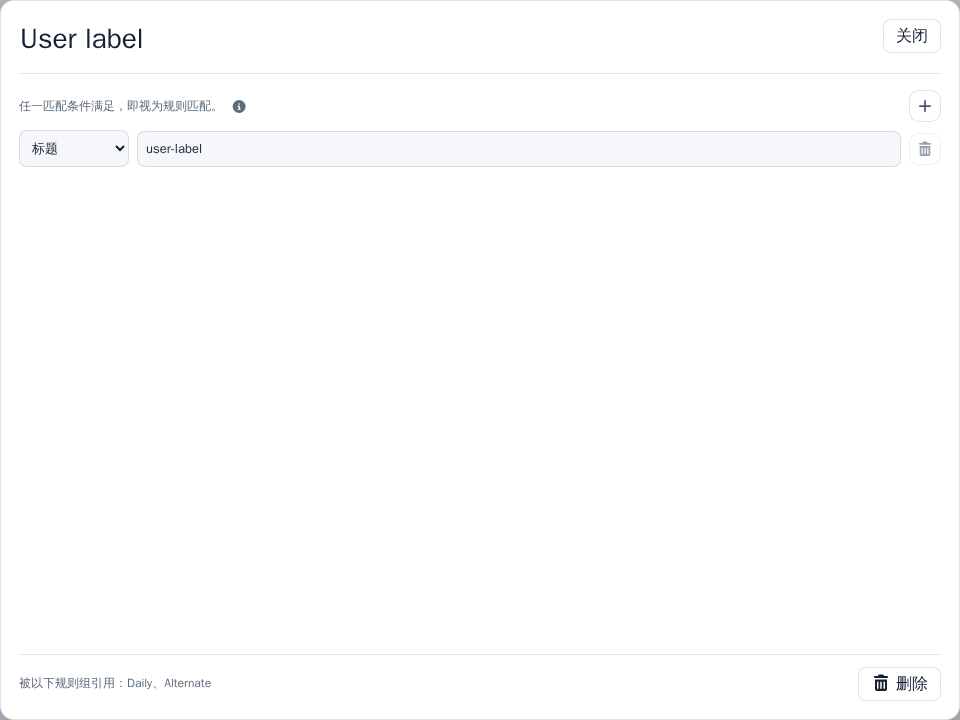 User label
关闭
任一匹配条件满足，即视为规则匹配。
标题
user-label
被以下规则组引用：Daily、Alternate
删除